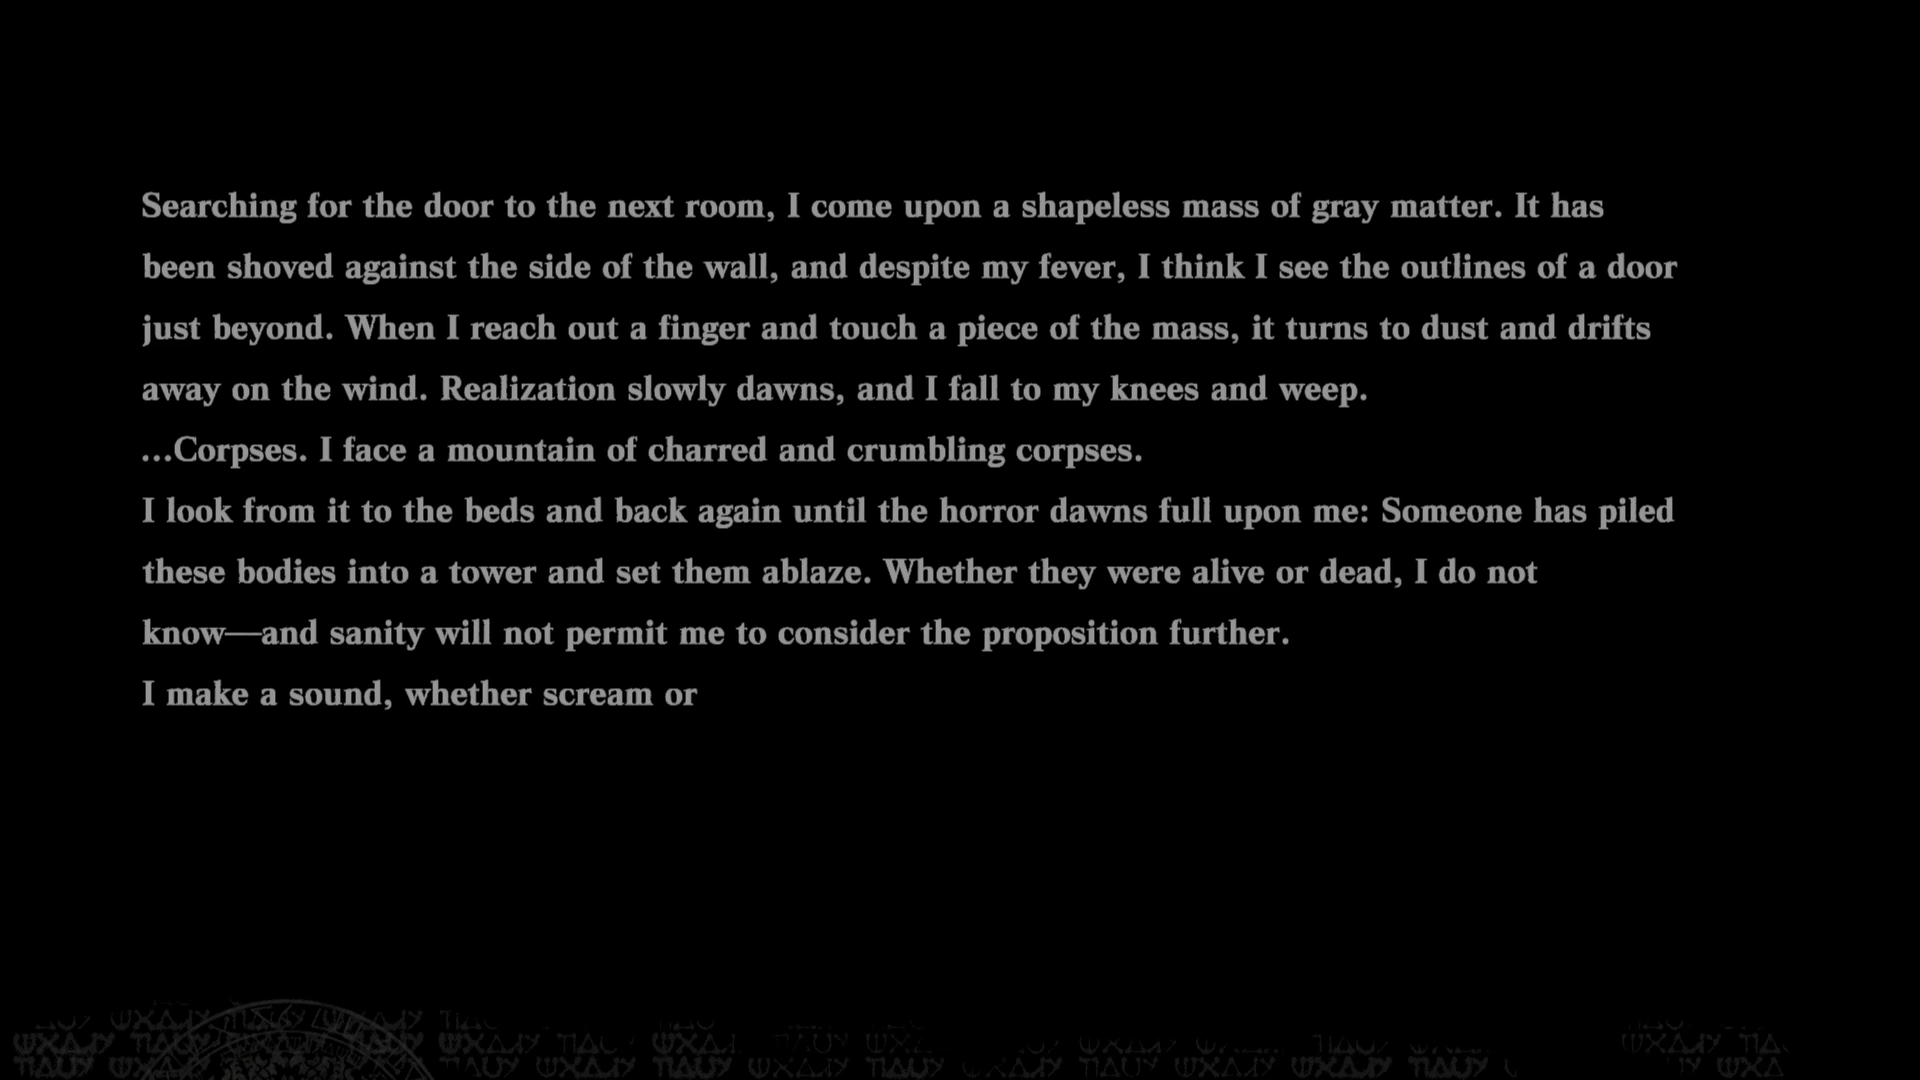 Searching for the door to the next room, I come upon a shapeless mass of gray matter. It has
been shoved against the side of the wall, and despite my fever, I think I see the outlines of a door
just beyond. When I reach out a finger and touch a piece of the mass, it turns to dust and drifts
away on the wind. Realization slowly dawns, and I fall to my knees and weep.
...Corpses. I face a mountain of charred and crumbling corpses.
I look from it to the beds and back again until the horror dawns full upon me: Someone has piled
these bodies into a tower and set them ablaze. Whether they were alive or dead, I do not
know—and sanity will not permit me to consider the proposition further.
I make a sound, whether scream or